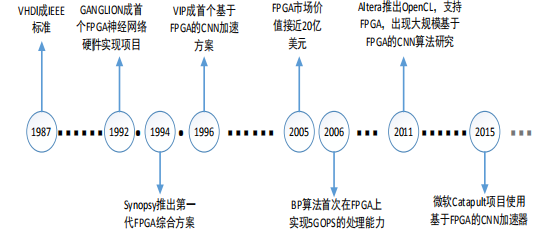 VHDl成IEEE
标准
GANGLION成首
个FPGA神经网络
硬件实现项目
VIP成首个基于
FPGA的CNN加速
方案
FPGA市场价
值接近20亿
美元
Altera推出OpenCL，支持
FPGA，出现大规模基于
FPGA的CNN算法研究
1987
1992
1994
1996
2005
2006
2011
2015
Synopsy推出第一
代FPGA综合方案
BP算法首次在FPGA上
实现5GOPS的处理能力
微软Catapult项目使用
基于FPGA的CNN加速器